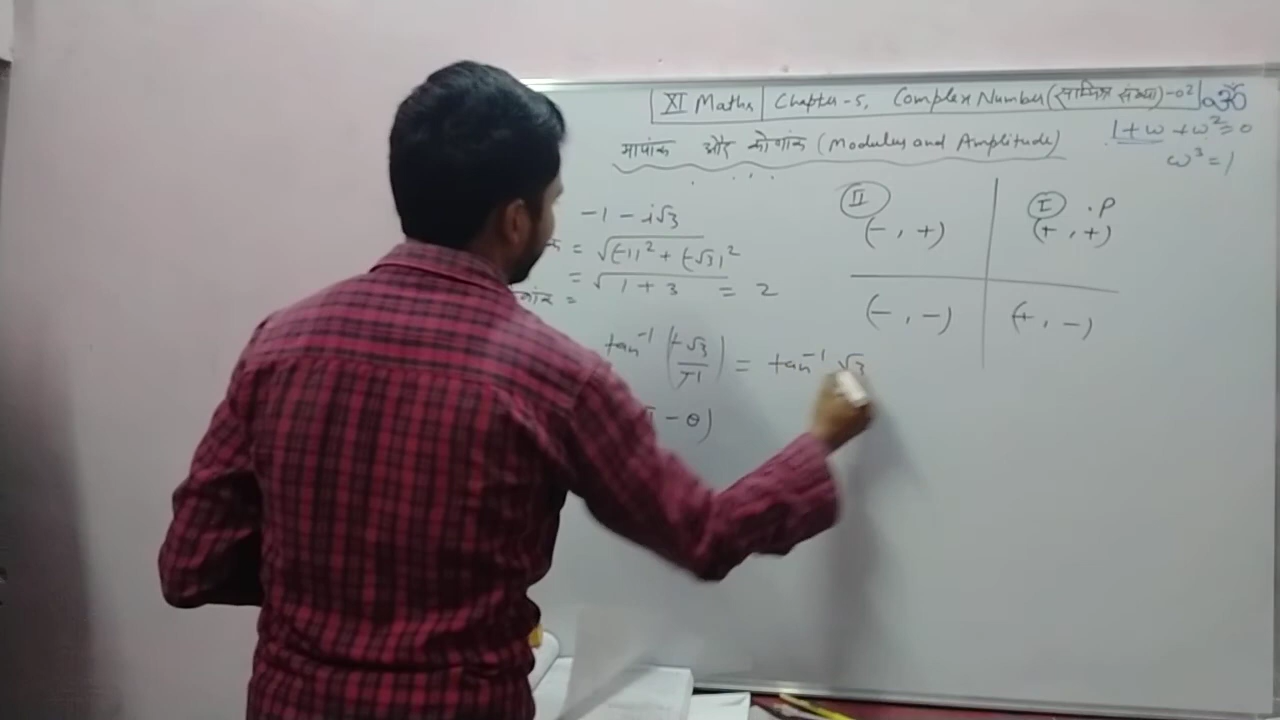 XI Maths | Chapter-5, Complex Number (सम्मिश्र संख्या)-02 | ॐ
मापांक और कोणांक (Modulus and Amplitude)
1 + ω + ω² = 0
ω³ = 1
-1 - i√3
= √(-1)² + (-√3)²
= √1 + 3 = 2
=
tan⁻¹ (-√3/-1) = tan⁻¹ √3
- θ)
II
(-, +)
I . P
(+, +)
(-, -)
(+, -)